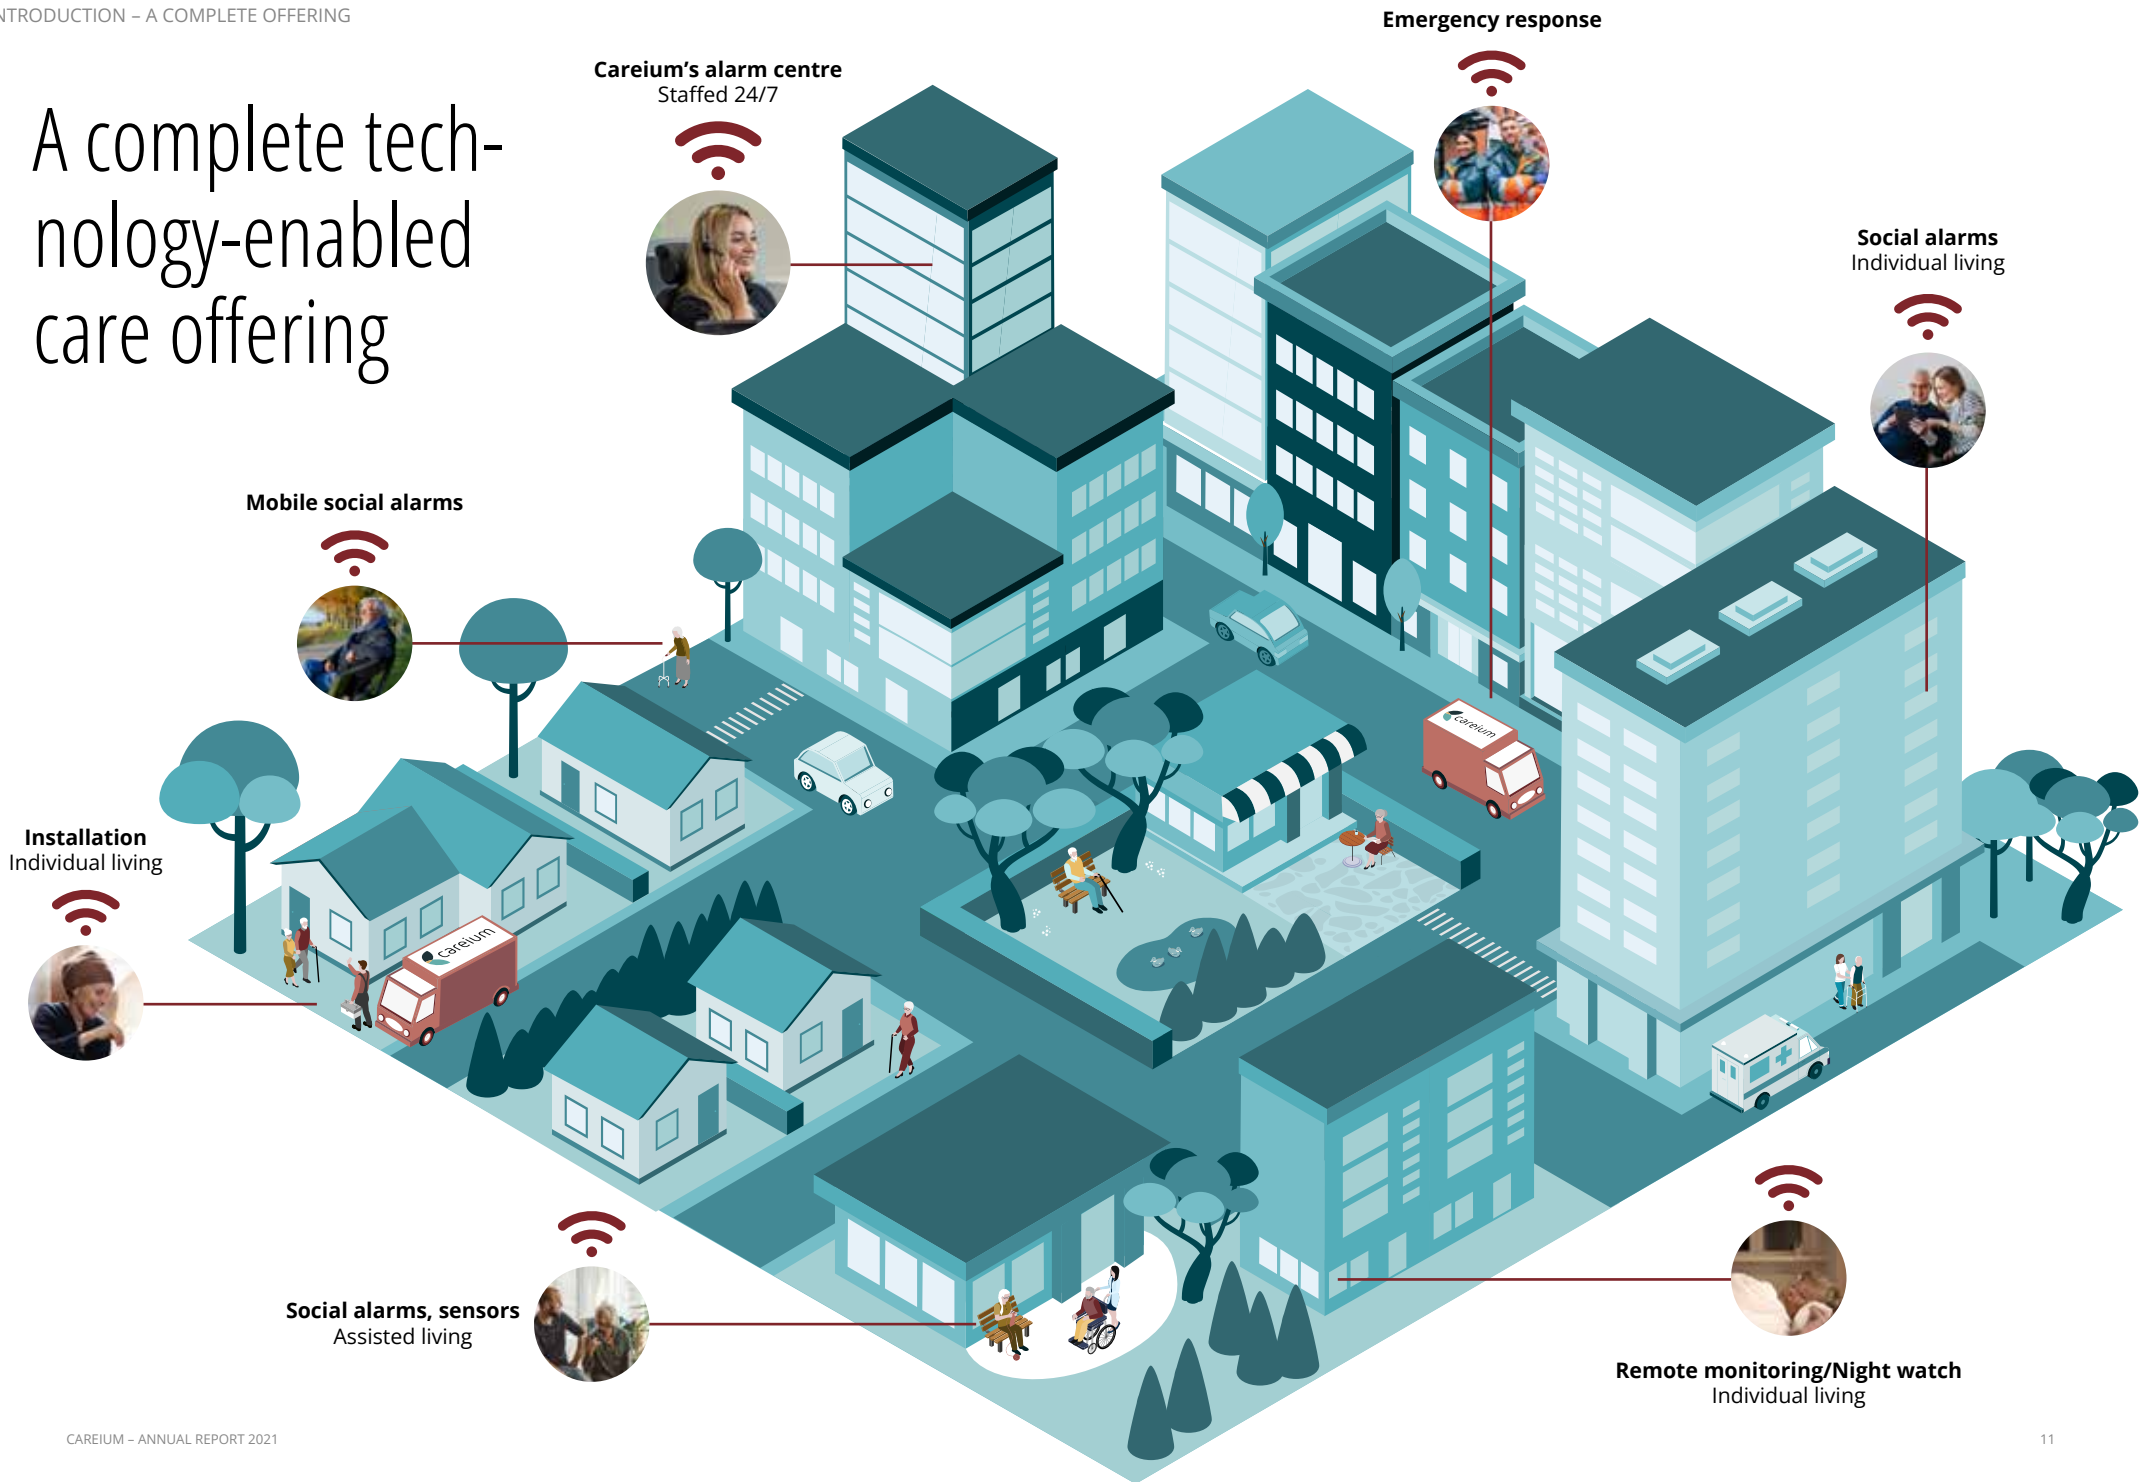 NTRODUCTION – A COMPLETE OFFERING
A complete tech-
nology-enabled
care offering
Emergency response
Careium's alarm centre
Staffed 24/7
Social alarms
Individual living
Mobile social alarms
careium
Installation
Individual living
careium
Social alarms, sensors
Assisted living
Remote monitoring/Night watch
Individual living
CAREIUM – ANNUAL REPORT 2021
11